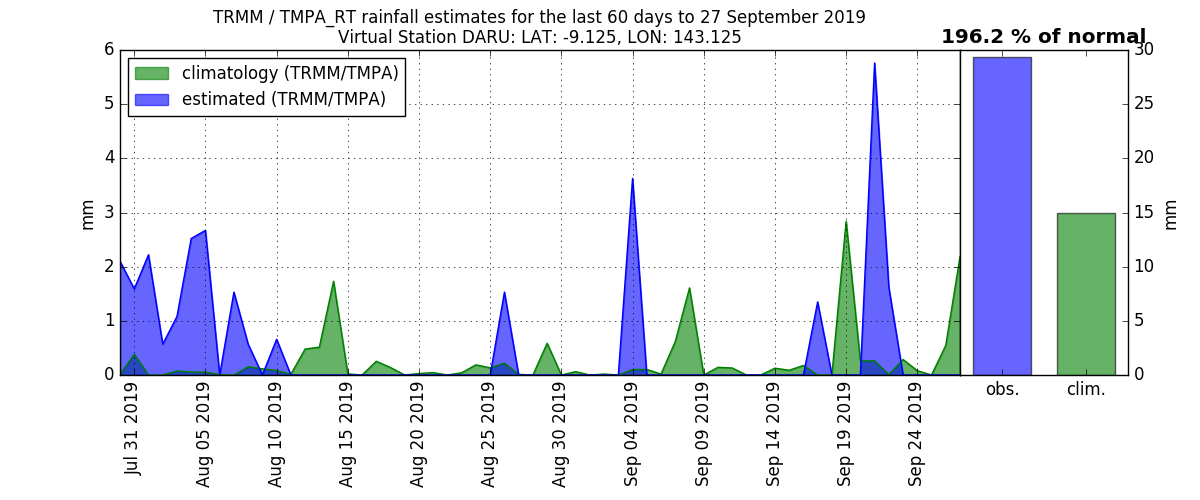 TRMM / TMPA_RT rainfall estimates for the last 60 days to 27 September 2019
Virtual Station DARU: LAT: -9.125, LON: 143.125
196.2 % of normal
climatology (TRMM/TMPA)
estimated (TRMM/TMPA)
mm
6
5
4
3
2
1
0
Jul 31 2019
Aug 05 2019
Aug 10 2019
Aug 15 2019
Aug 20 2019
Aug 25 2019
Aug 30 2019
Sep 04 2019
Sep 09 2019
Sep 14 2019
Sep 19 2019
Sep 24 2019
obs.
clim.
30
25
20
15
10
5
0
mm